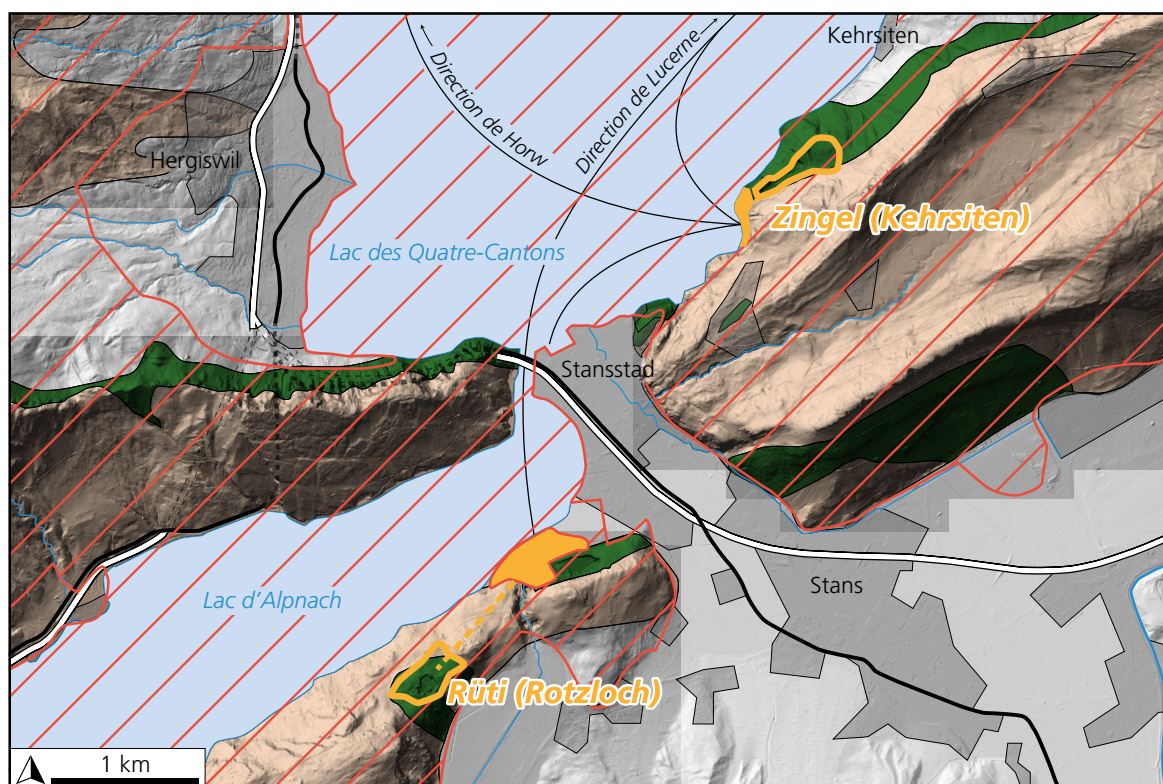 Kehrsiten
Direction de Horw
Direction de Lucerne
Hergiswil
Zingel (Kehrsiten)
Lac des Quatre-Cantons
Stansstad
Stans
Lac d'Alpnach
Rüti (Rotzloch)
1 km